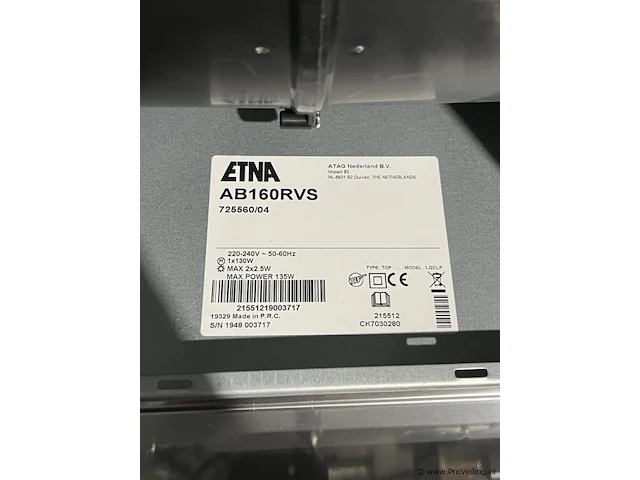 ETNA
ATAG Nederland B.V.
Impact 83
NL-6921 RZ Duiven, THE NETHERLANDS
AB160RVS
725560/04
220-240V ~ 50-60Hz
M 1x130W
MAX 2x2.5W
MAX.POWER 135W
TYPE: TOP ..... MODEL: 1J2CLP
CE
21551219003717
19329 Made in P.R.C.
S/N 1948 003717
215512
CK7030280
© www.ProVeiling.nl